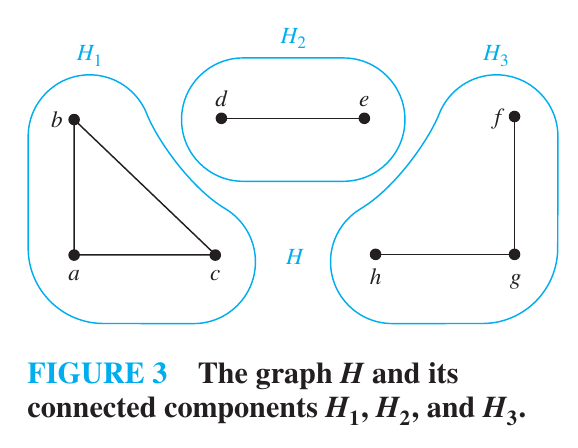 H₂
H₁
H₃
d
e
b
f
H
a
c
h
g
FIGURE 3 The graph H and its
connected components H₁, H₂, and H₃.